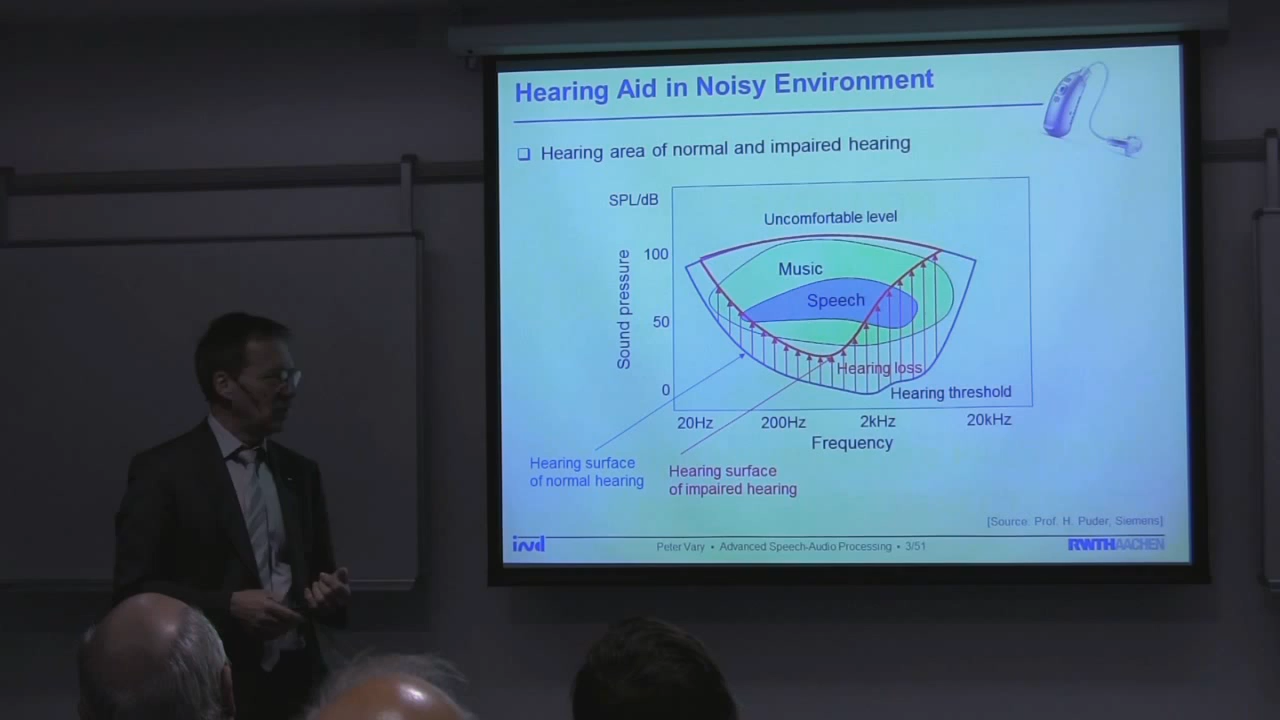 Hearing Aid in Noisy Environment
❑ Hearing area of normal and impaired hearing
SPL/dB
Uncomfortable level
100
Music
Speech
50
Sound pressure
Hearing loss
0
Hearing threshold
20Hz 200Hz 2kHz 20kHz
Frequency
Hearing surface
of normal hearing
Hearing surface
of impaired hearing
[Source: Prof. H. Puder, Siemens]
ind
Peter Vary • Advanced Speech-Audio Processing • 3/51
RWTHAACHEN